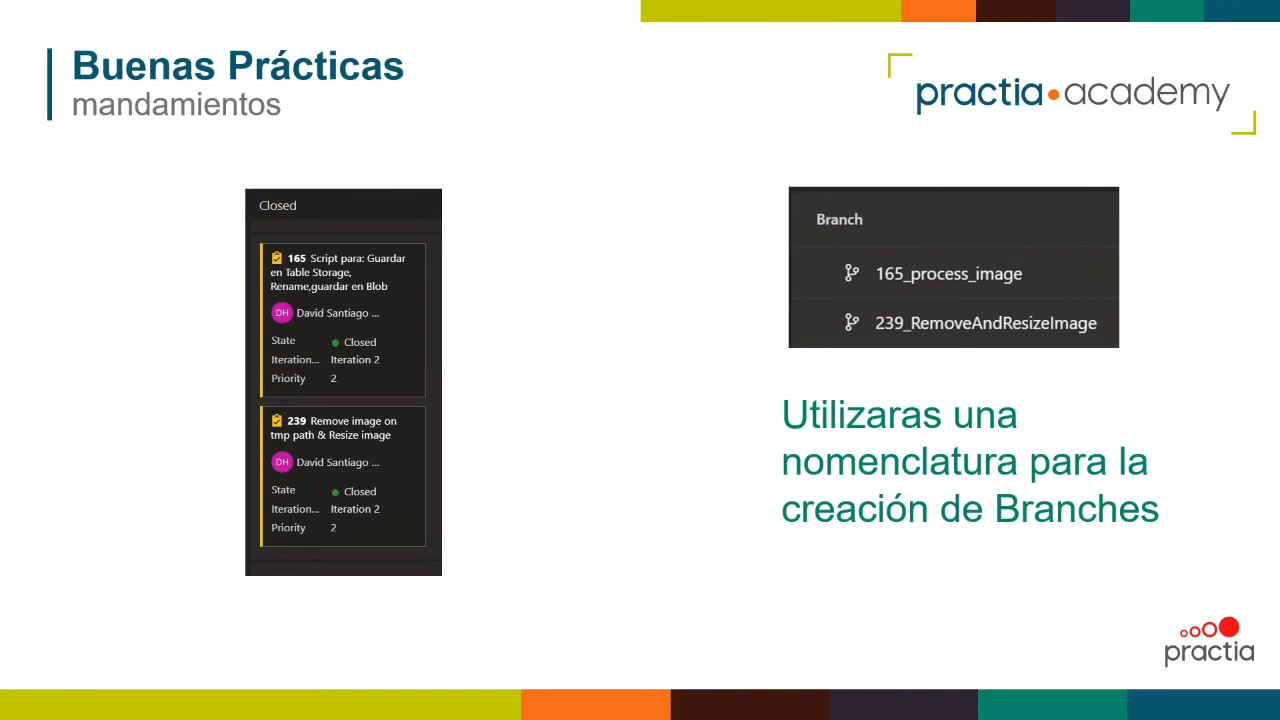 Buenas Prácticas
mandamientos
practia academy
Closed
165 Script para: Guardar
en Table Storage,
Rename,guardar en Blob
DH David Santiago ...
State Closed
Iteration... Iteration 2
Priority 2
239 Remove image on
tmp path & Resize image
DH David Santiago ...
State Closed
Iteration... Iteration 2
Priority 2
Branch
165_process_image
239_RemoveAndResizeImage
Utilizaras una
nomenclatura para la
creación de Branches
practia